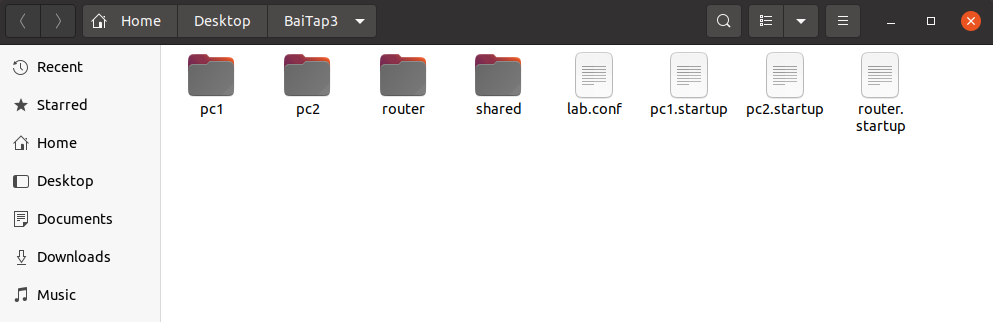 Home
Desktop
BaiTap3
Recent
Starred
Home
Desktop
Documents
Downloads
Music
pc1
pc2
router
shared
lab.conf
pc1.startup
pc2.startup
router.
startup